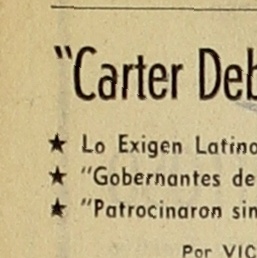 "Carter Deb
★ Lo Exigen Latino
★ "Gobernantes de
★ "Patrocinaron sin
Por VIC